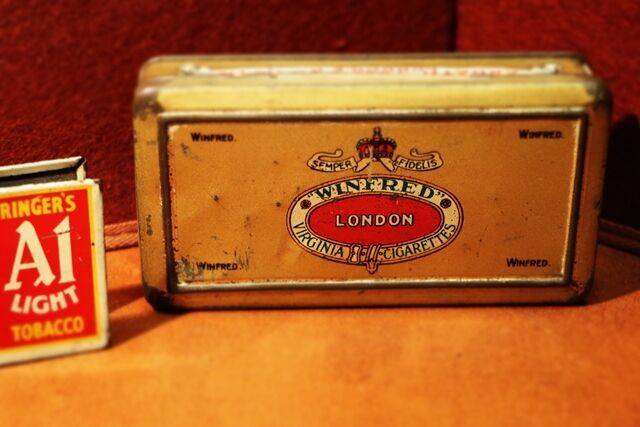 WINFRED.
WINFRED.
SEMPER FIDELIS
"WINFRED"
LONDON
VIRGINIA CIGARETTES
WINFRED.
WINFRED.
RINGER'S
A1
LIGHT
TOBACCO